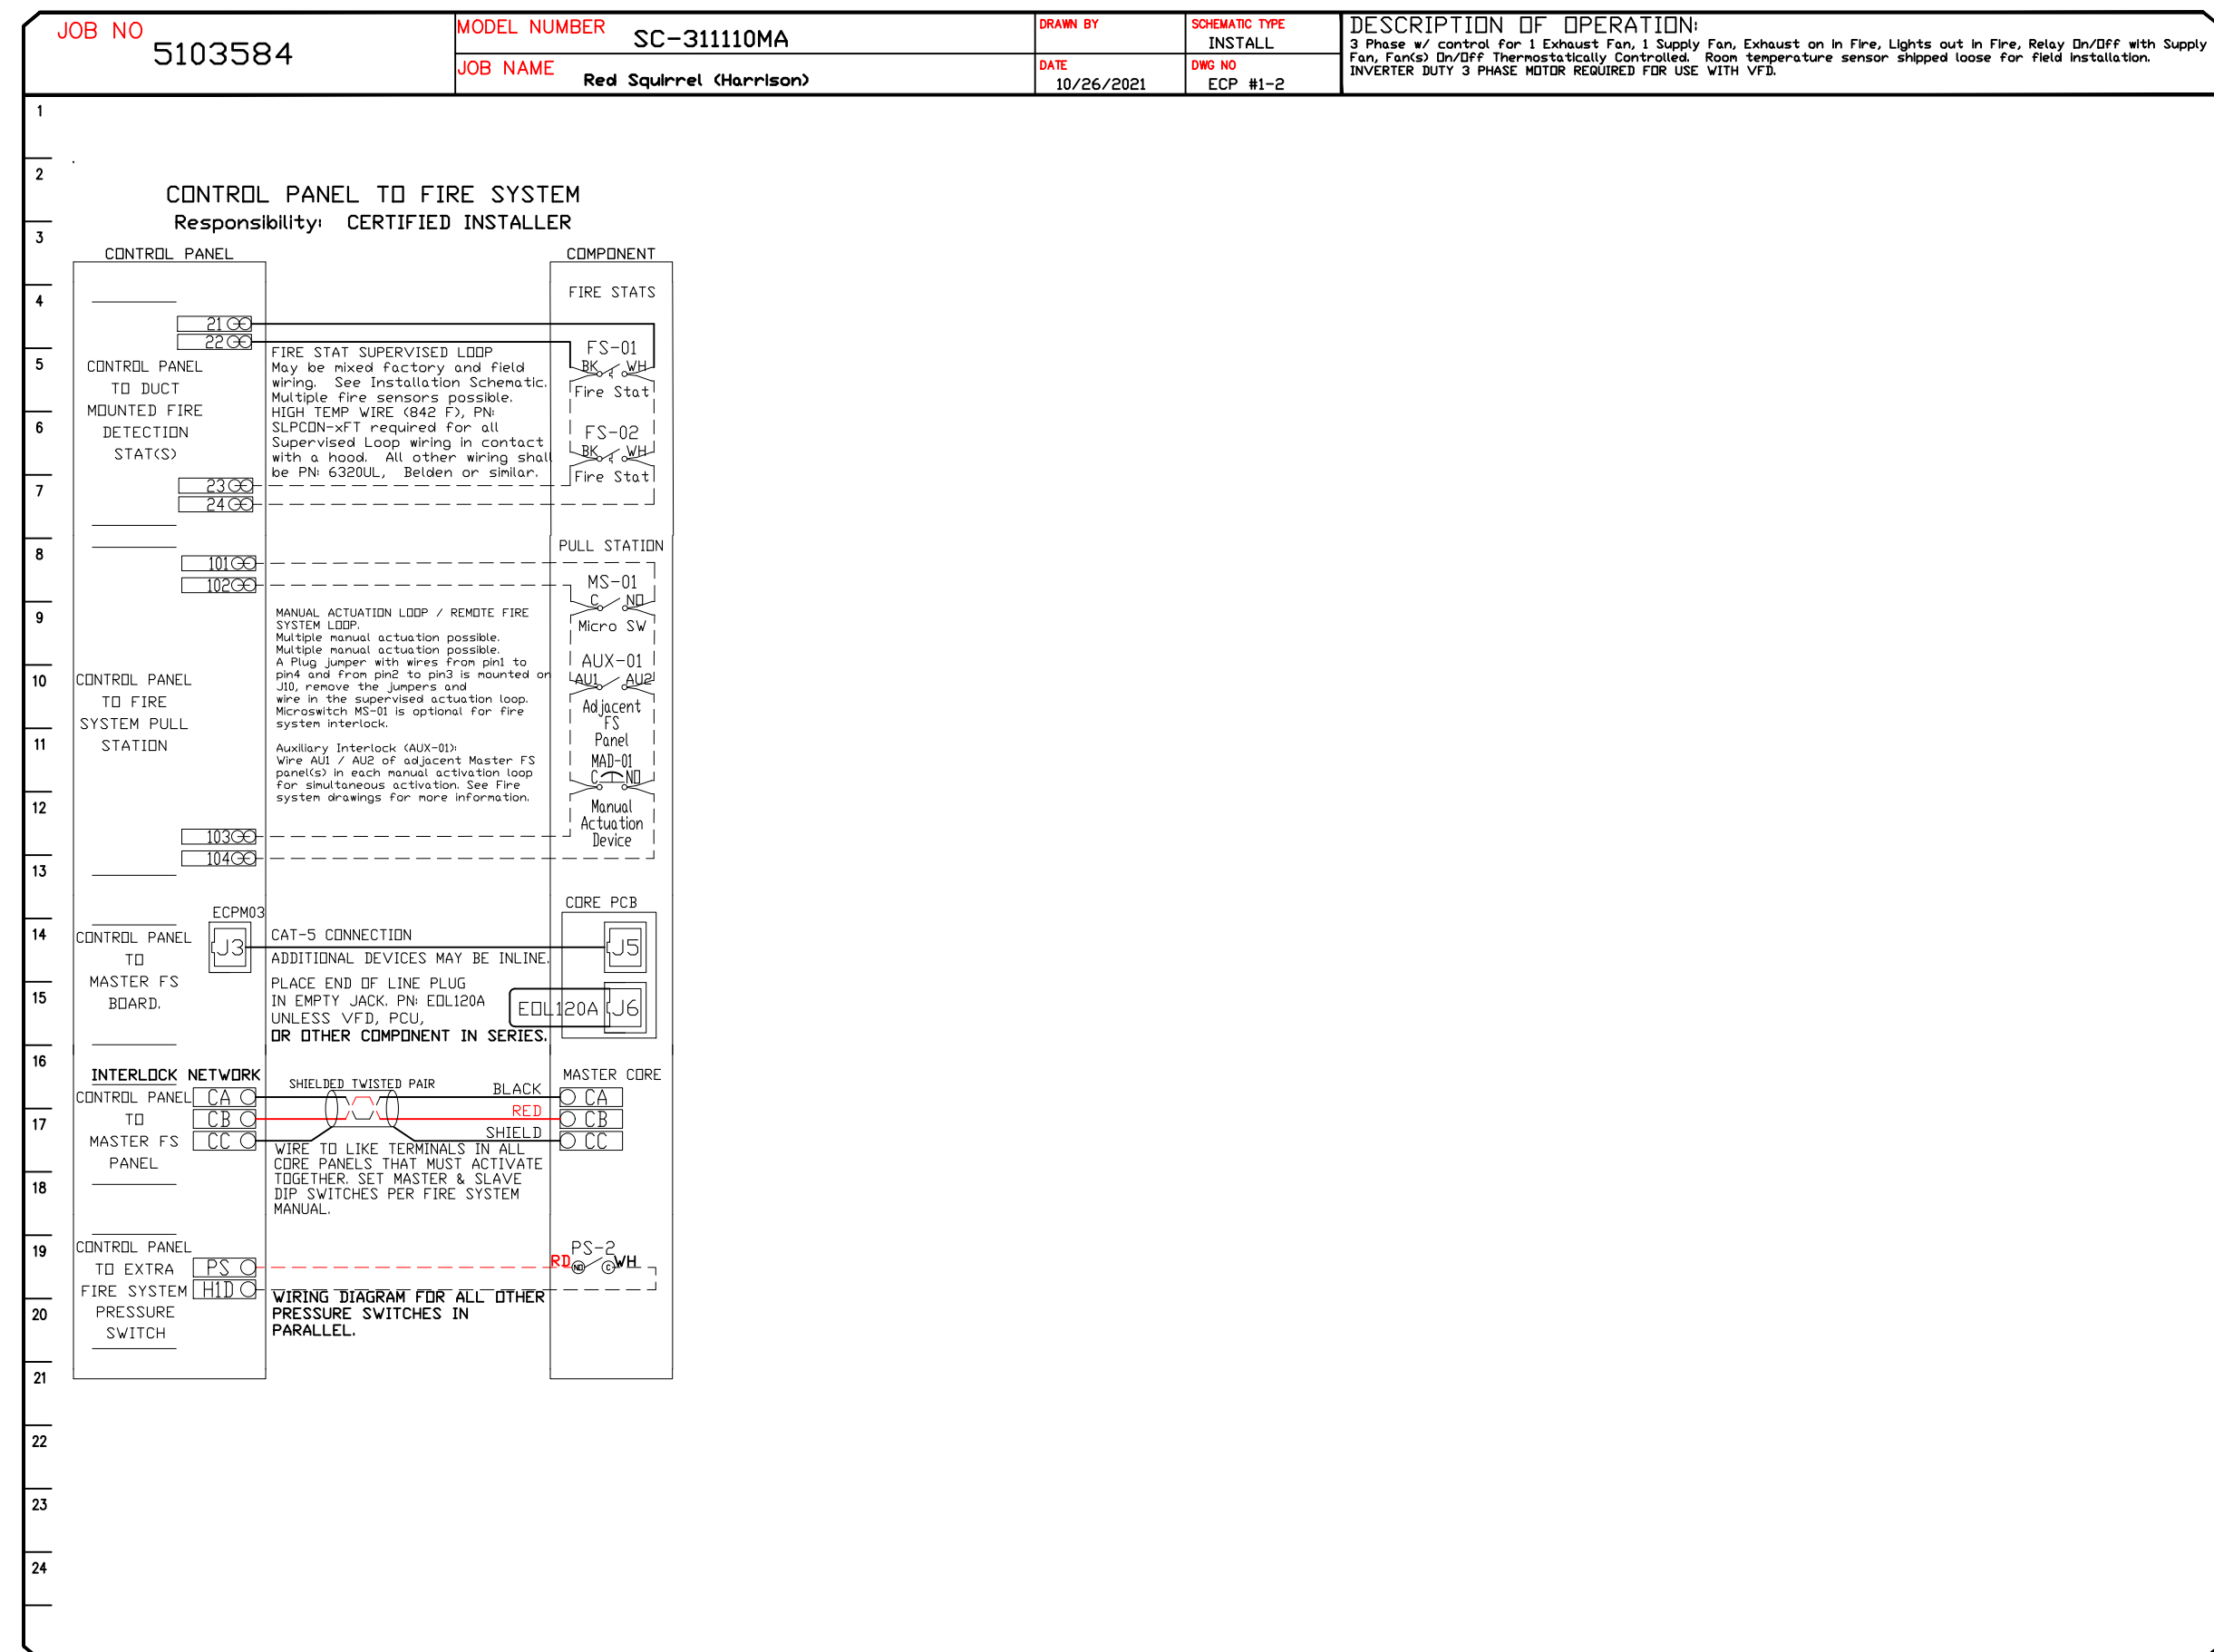 JOB NO
5103584
MODEL NUMBER
SC-311110MA
JOB NAME
Red Squirrel (Harrison)
DRAWN BY
DATE
10/26/2021
SCHEMATIC TYPE
INSTALL
DWG NO
ECP #1-2
DESCRIPTION OF OPERATION:
3 Phase w/ control for 1 Exhaust Fan, 1 Supply Fan, Exhaust on in Fire, Lights out in Fire, Relay On/Off with Supply
Fan, Fan(s) On/Off Thermostatically Controlled. Room temperature sensor shipped loose for field installation.
INVERTER DUTY 3 PHASE MOTOR REQUIRED FOR USE WITH VFD.
1
2
3
4
5
6
7
8
9
10
11
12
13
14
15
16
17
18
19
20
21
22
23
24
CONTROL PANEL TO FIRE SYSTEM
Responsibility: CERTIFIED INSTALLER
CONTROL PANEL
COMPONENT
FIRE STATS
21
22
CONTROL PANEL
TO DUCT
MOUNTED FIRE
DETECTION
STAT(S)
FIRE STAT SUPERVISED LOOP
May be mixed factory and field
wiring. See Installation Schematic.
Multiple fire sensors possible.
HIGH TEMP WIRE (842 F), PN:
SLPCON-xFT required for all
Supervised Loop wiring in contact
with a hood. All other wiring shall
be PN: 6320UL, Belden or similar.
FS-01
BK WH
Fire Stat
FS-02
BK WH
Fire Stat
23
24
PULL STATION
101
102
CONTROL PANEL
TO FIRE
SYSTEM PULL
STATION
MANUAL ACTUATION LOOP / REMOTE FIRE
SYSTEM LOOP.
Multiple manual actuation possible.
Multiple manual actuation possible.
A Plug jumper with wires from pin1 to
pin4 and from pin2 to pin3 is mounted on
J10, remove the jumpers and
wire in the supervised actuation loop.
Microswitch MS-01 is optional for fire
system interlock.
Auxiliary Interlock (AUX-01):
Wire AU1 / AU2 of adjacent Master FS
panel(s) in each manual activation loop
for simultaneous activation. See Fire
system drawings for more information.
MS-01
C NO
Micro SW
AUX-01
AU1 AU2
Adjacent
FS
Panel
MAD-01
C NO
Manual
Actuation
Device
103
104
ECPM03
J3
CONTROL PANEL
TO
MASTER FS
BOARD.
CAT-5 CONNECTION
ADDITIONAL DEVICES MAY BE INLINE.
PLACE END OF LINE PLUG
IN EMPTY JACK. PN: EOL120A
UNLESS VFD, PCU,
OR OTHER COMPONENT IN SERIES.
CORE PCB
J5
EOL120A J6
INTERLOCK NETWORK
CONTROL PANEL
TO
MASTER FS
PANEL
CA
CB
CC
SHIELDED TWISTED PAIR
BLACK
RED
SHIELD
MASTER CORE
CA
CB
CC
WIRE TO LIKE TERMINALS IN ALL
CORE PANELS THAT MUST ACTIVATE
TOGETHER. SET MASTER & SLAVE
DIP SWITCHES PER FIRE SYSTEM
MANUAL.
CONTROL PANEL
TO EXTRA
FIRE SYSTEM
PRESSURE
SWITCH
PS
H1D
PS-2
RD NO C WH
WIRING DIAGRAM FOR ALL OTHER
PRESSURE SWITCHES IN
PARALLEL.